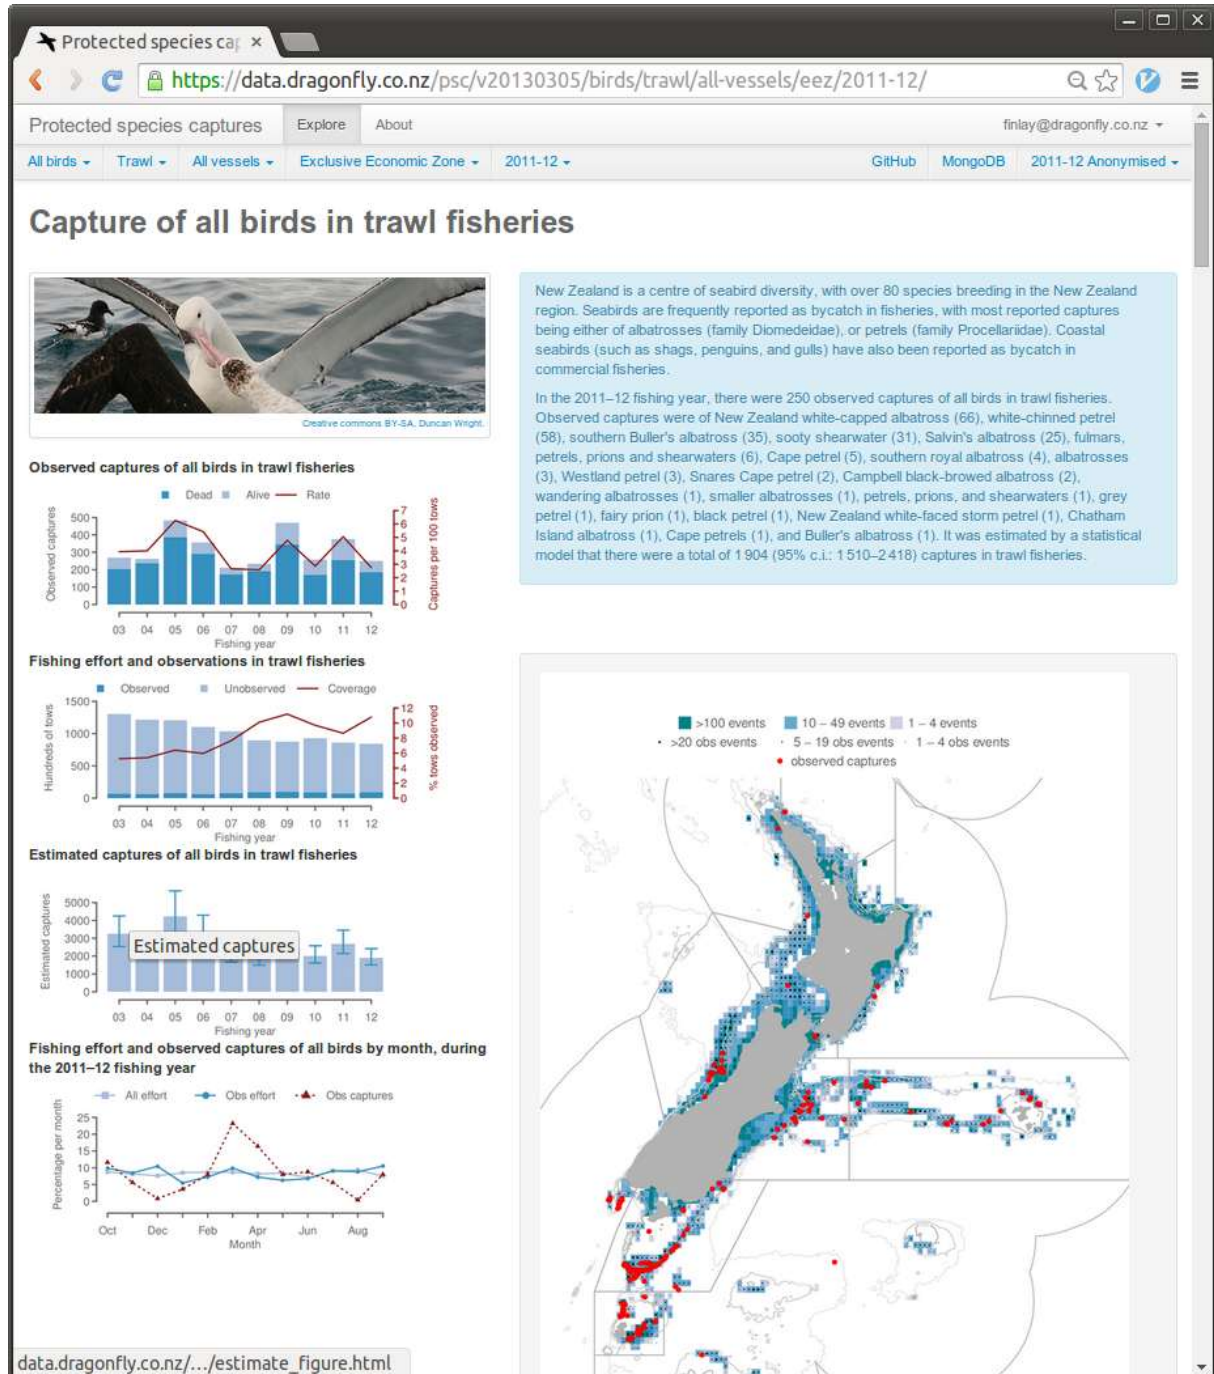 Protected species cap
https://data.dragonfly.co.nz/psc/v20130305/birds/trawl/all-vessels/eez/2011-12/
Protected species captures Explore About finlay@dragonfly.co.nz
All birds Trawl All vessels Exclusive Economic Zone 2011-12 GitHub MongoDB 2011-12 Anonymised
Capture of all birds in trawl fisheries
Creative commons BY-SA, Duncan Wright.
New Zealand is a centre of seabird diversity, with over 80 species breeding in the New Zealand
region. Seabirds are frequently reported as bycatch in fisheries, with most reported captures
being either of albatrosses (family Diomedeidae), or petrels (family Procellariidae). Coastal
seabirds (such as shags, penguins, and gulls) have also been reported as bycatch in
commercial fisheries.
In the 2011–12 fishing year, there were 250 observed captures of all birds in trawl fisheries.
Observed captures were of New Zealand white-capped albatross (66), white-chinned petrel
(58), southern Buller's albatross (35), sooty shearwater (31), Salvin's albatross (25), fulmars,
petrels, prions and shearwaters (6), Cape petrel (5), southern royal albatross (4), albatrosses
(3), Westland petrel (3), Snares Cape petrel (2), Campbell black-browed albatross (2),
wandering albatrosses (1), smaller albatrosses (1), petrels, prions, and shearwaters (1), grey
petrel (1), fairy prion (1), black petrel (1), New Zealand white-faced storm petrel (1), Chatham
Island albatross (1), Cape petrels (1), and Buller's albatross (1). It was estimated by a statistical
model that there were a total of 1 904 (95% c.i.: 1 510–2 418) captures in trawl fisheries.
Observed captures of all birds in trawl fisheries
Dead Alive Rate
Observed captures
500
400
300
200
100
0
7
6
5
4
3
2
1
0
Captures per 100 tows
03 04 05 06 07 08 09 10 11 12
Fishing year
Fishing effort and observations in trawl fisheries
Observed Unobserved Coverage
Hundreds of tows
1500
1000
500
0
12
10
8
6
4
2
0
% tows observed
03 04 05 06 07 08 09 10 11 12
Fishing year
Estimated captures of all birds in trawl fisheries
Estimated captures
5000
4000
3000
2000
1000
0
Estimated captures
03 04 05 06 07 08 09 10 11 12
Fishing year
Fishing effort and observed captures of all birds by month, during
the 2011–12 fishing year
All effort Obs effort Obs captures
Percentage per month
25
20
15
10
5
0
Oct Dec Feb Apr Jun Aug
Month
>100 events 10 – 49 events 1 – 4 events
>20 obs events 5 – 19 obs events 1 – 4 obs events
observed captures
data.dragonfly.co.nz/.../estimate_figure.html